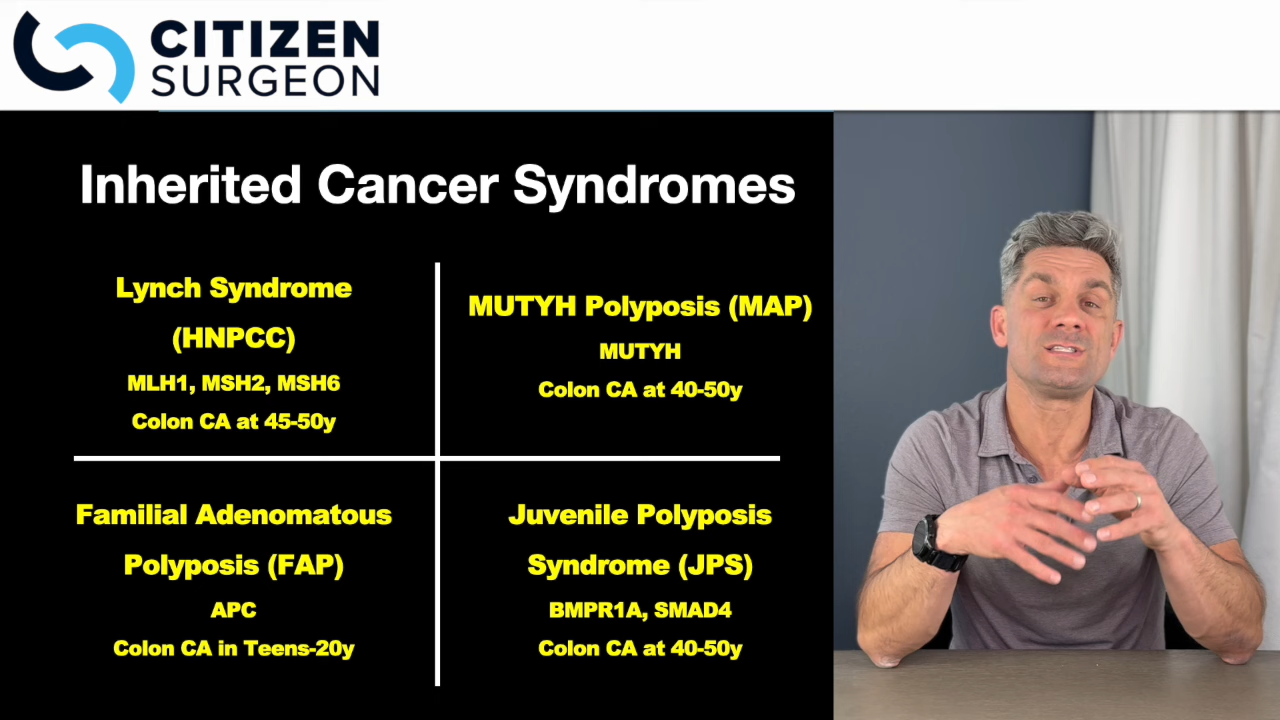 CITIZEN
SURGEON
Inherited Cancer Syndromes
Lynch Syndrome
(HNPCC)
MLH1, MSH2, MSH6
Colon CA at 45-50y
MUTYH Polyposis (MAP)
MUTYH
Colon CA at 40-50y
Familial Adenomatous
Polyposis (FAP)
APC
Colon CA in Teens-20y
Juvenile Polyposis
Syndrome (JPS)
BMPR1A, SMAD4
Colon CA at 40-50y